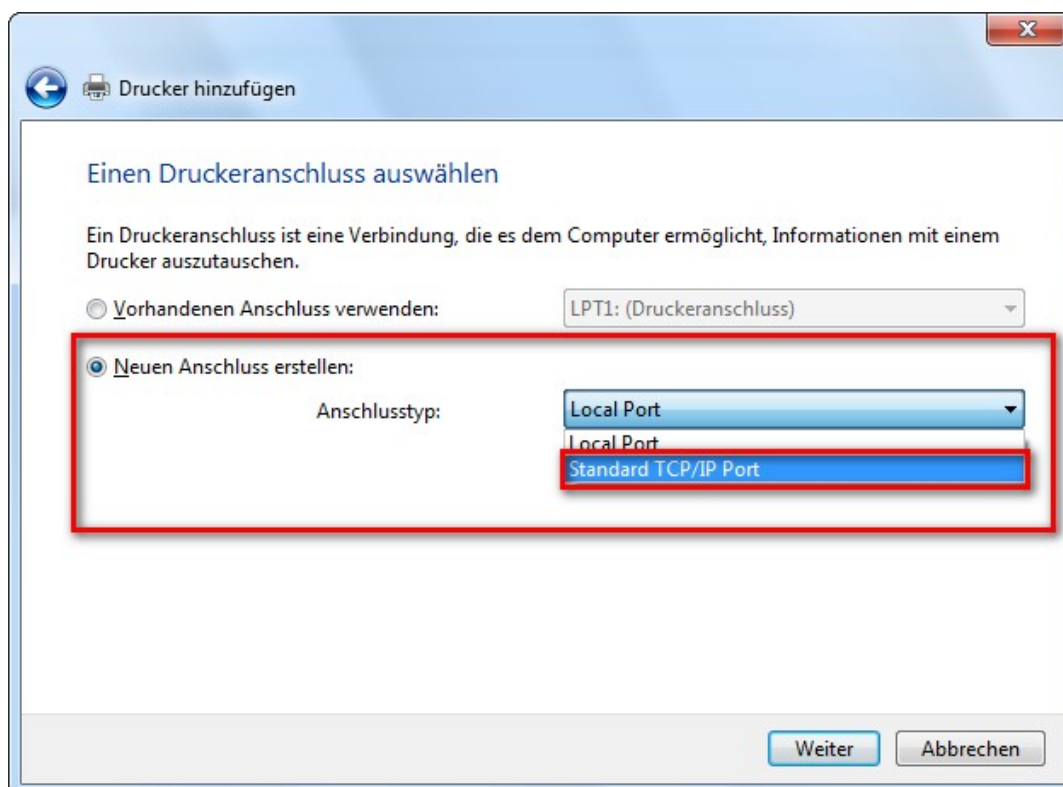 x
Drucker hinzufügen
Einen Druckeranschluss auswählen
Ein Druckeranschluss ist eine Verbindung, die es dem Computer ermöglicht, Informationen mit einem
Drucker auszutauschen.
Vorhandenen Anschluss verwenden: LPT1: (Druckeranschluss)
Neuen Anschluss erstellen:
Anschlusstyp: Local Port
Local Port
Standard TCP/IP Port
Weiter Abbrechen